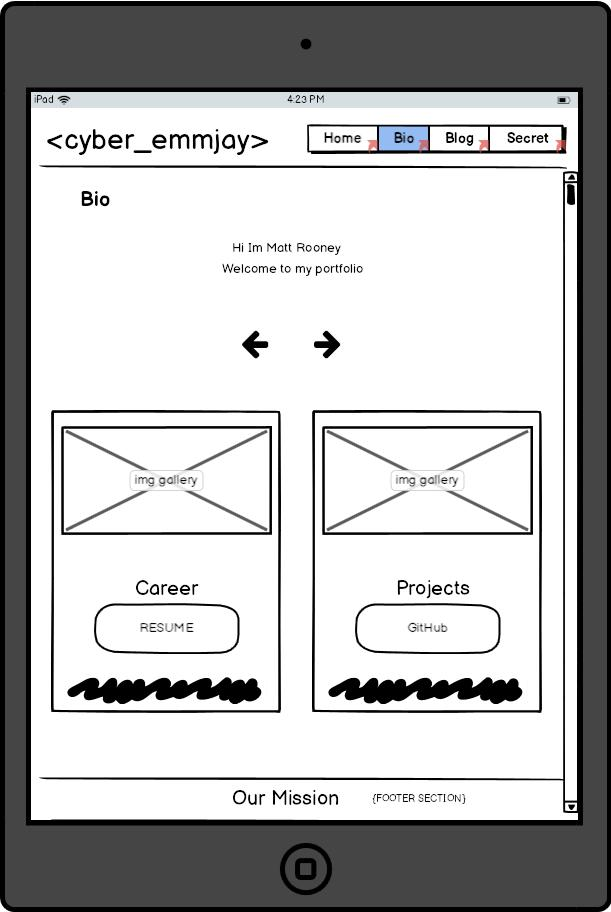 iPad 4:23 PM
<cyber_emmjay> Home Bio Blog Secret
Bio
Hi Im Matt Rooney
Welcome to my portfolio
img gallery
Career
RESUME
img gallery
Projects
GitHub
Our Mission {FOOTER SECTION}